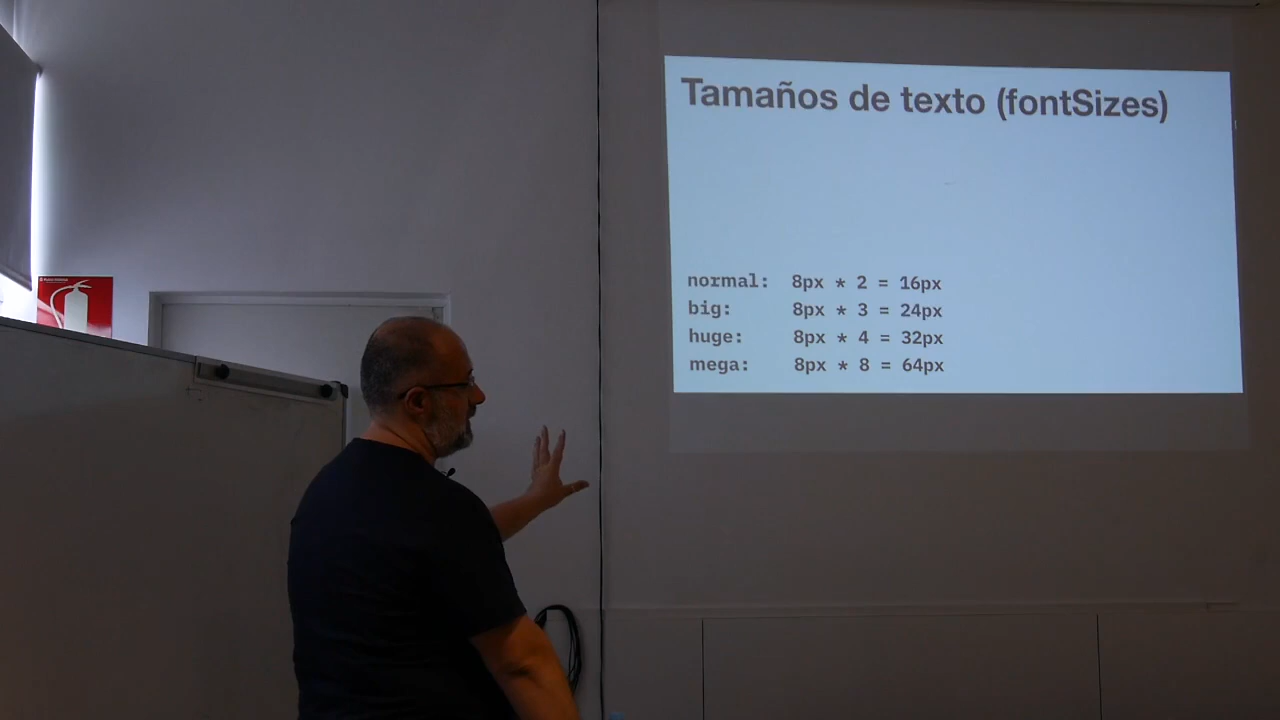 Tamaños de texto (fontSizes)
normal: 8px * 2 = 16px
big: 8px * 3 = 24px
huge: 8px * 4 = 32px
mega: 8px * 8 = 64px